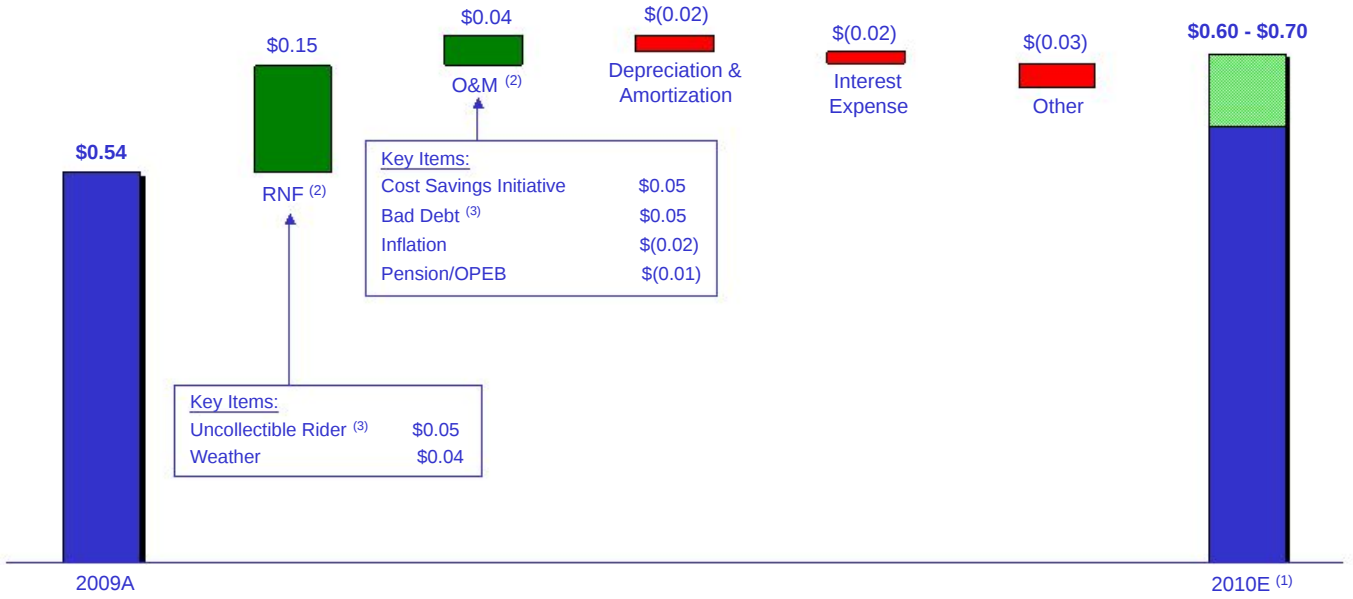 $0.54
2009A
$0.15
RNF (2)
Key Items:
Uncollectible Rider (3) $0.05
Weather $0.04
$0.04
O&M (2)
Key Items:
Cost Savings Initiative $0.05
Bad Debt (3) $0.05
Inflation $(0.02)
Pension/OPEB $(0.01)
$(0.02)
Depreciation &
Amortization
$(0.02)
Interest
Expense
$(0.03)
Other
$0.60 - $0.70
2010E (1)